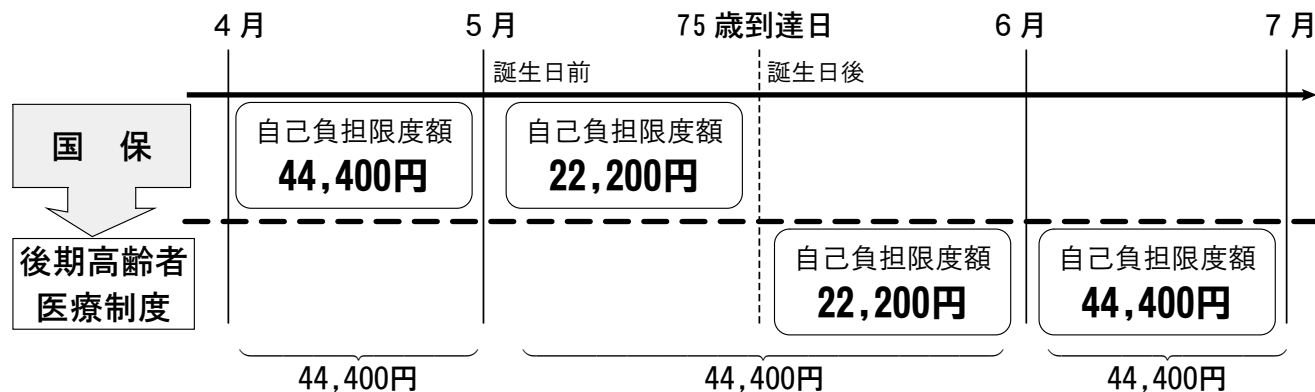 4月 5月 75歳到達日 6月 7月
誕生日前 誕生日後
国 保
自己負担限度額
44,400円
自己負担限度額
22,200円
後期高齢者
医療制度
自己負担限度額
22,200円
自己負担限度額
44,400円
44,400円 44,400円 44,400円